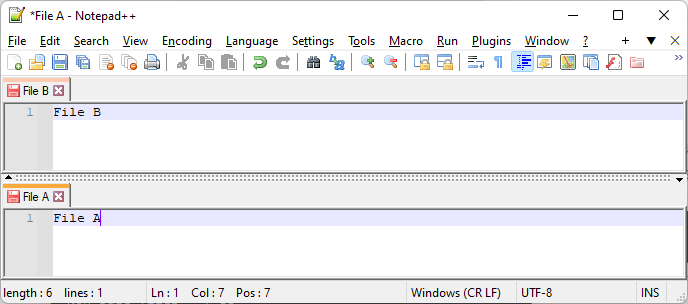 *File A - Notepad++
File Edit Search View Encoding Language Settings Tools Macro Run Plugins Window ? + ▼ X
File B
1 File B
File A
1 File A
length : 6 lines : 1 Ln : 1 Col : 7 Pos : 7 Windows (CR LF) UTF-8 INS